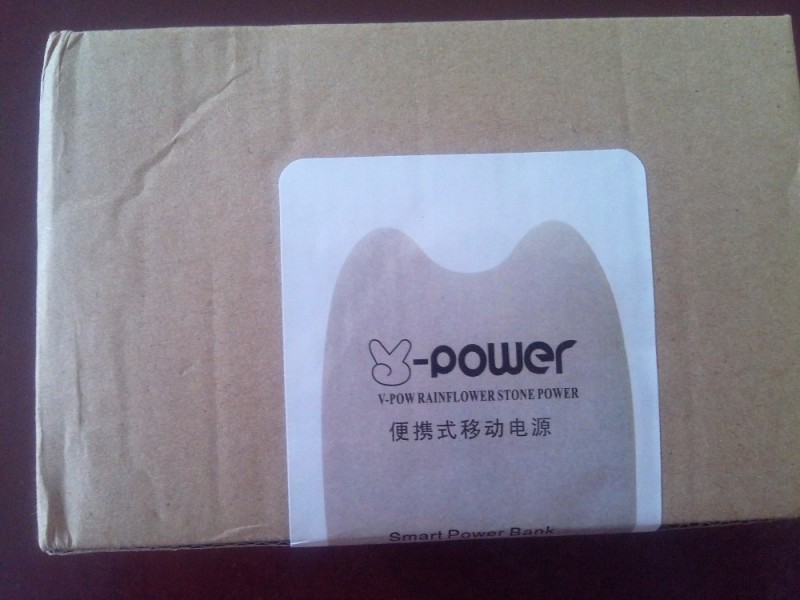 V-power
V-POW RAINFLOWER STONE POWER
便携式移动电源
Smart Power Bank